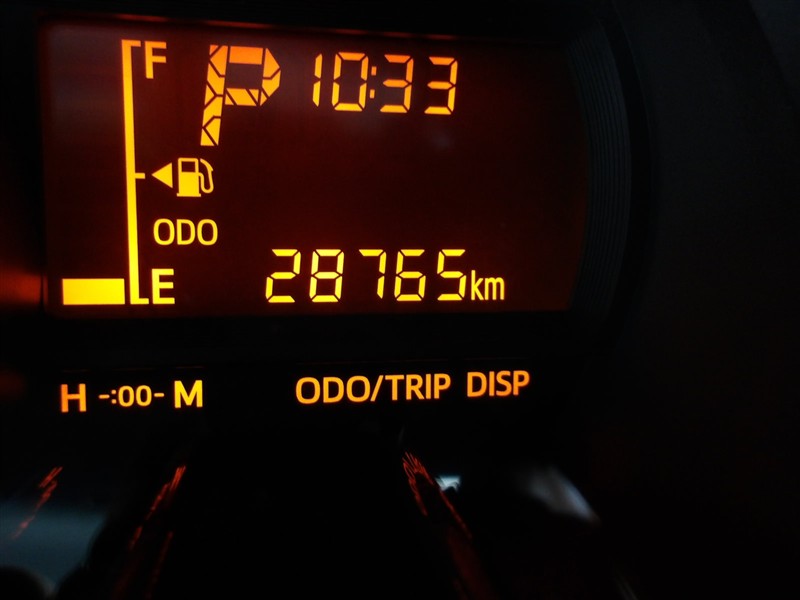 F P 10:33
ODO
E 28765km
H -:00- M ODO/TRIP DISP